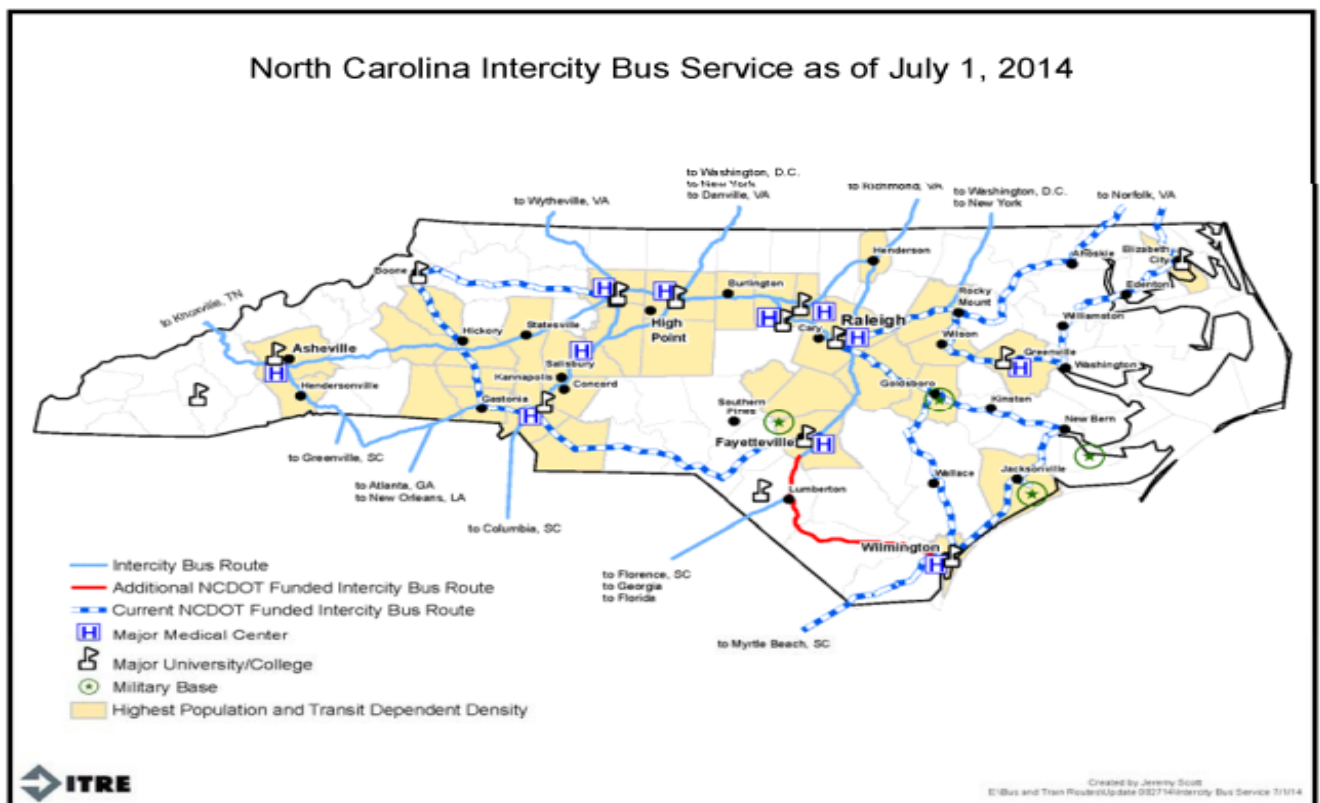 North Carolina Intercity Bus Service as of July 1, 2014
to Washington, D.C.
to New York
to Danville, VA
to Wytheville, VA
to Richmond, VA
to Washington, D.C.
to New York
to Norfolk, VA
Henderson
Ahoskie
Elizabeth
City
Boone
Burlington
Rocky
Mount
Edenton
to Knoxville, TN
Hickory
Statesville
High
Point
Cary
Raleigh
Wilson
Williamston
Asheville
Greenville
Washington
Salisbury
Kannapolis
Concord
Hendersonville
Gastonia
Southern
Pines
Goldsboro
Kinston
New Bern
Fayetteville
to Greenville, SC
Wallace
Jacksonville
to Atlanta, GA
to New Orleans, LA
Lumberton
to Columbia, SC
Wilmington
to Florence, SC
to Georgia
to Florida
to Myrtle Beach, SC
Intercity Bus Route
Additional NCDOT Funded Intercity Bus Route
Current NCDOT Funded Intercity Bus Route
H Major Medical Center
Major University/College
Military Base
Highest Population and Transit Dependent Density
ITRE
Created by Jeremy Scott